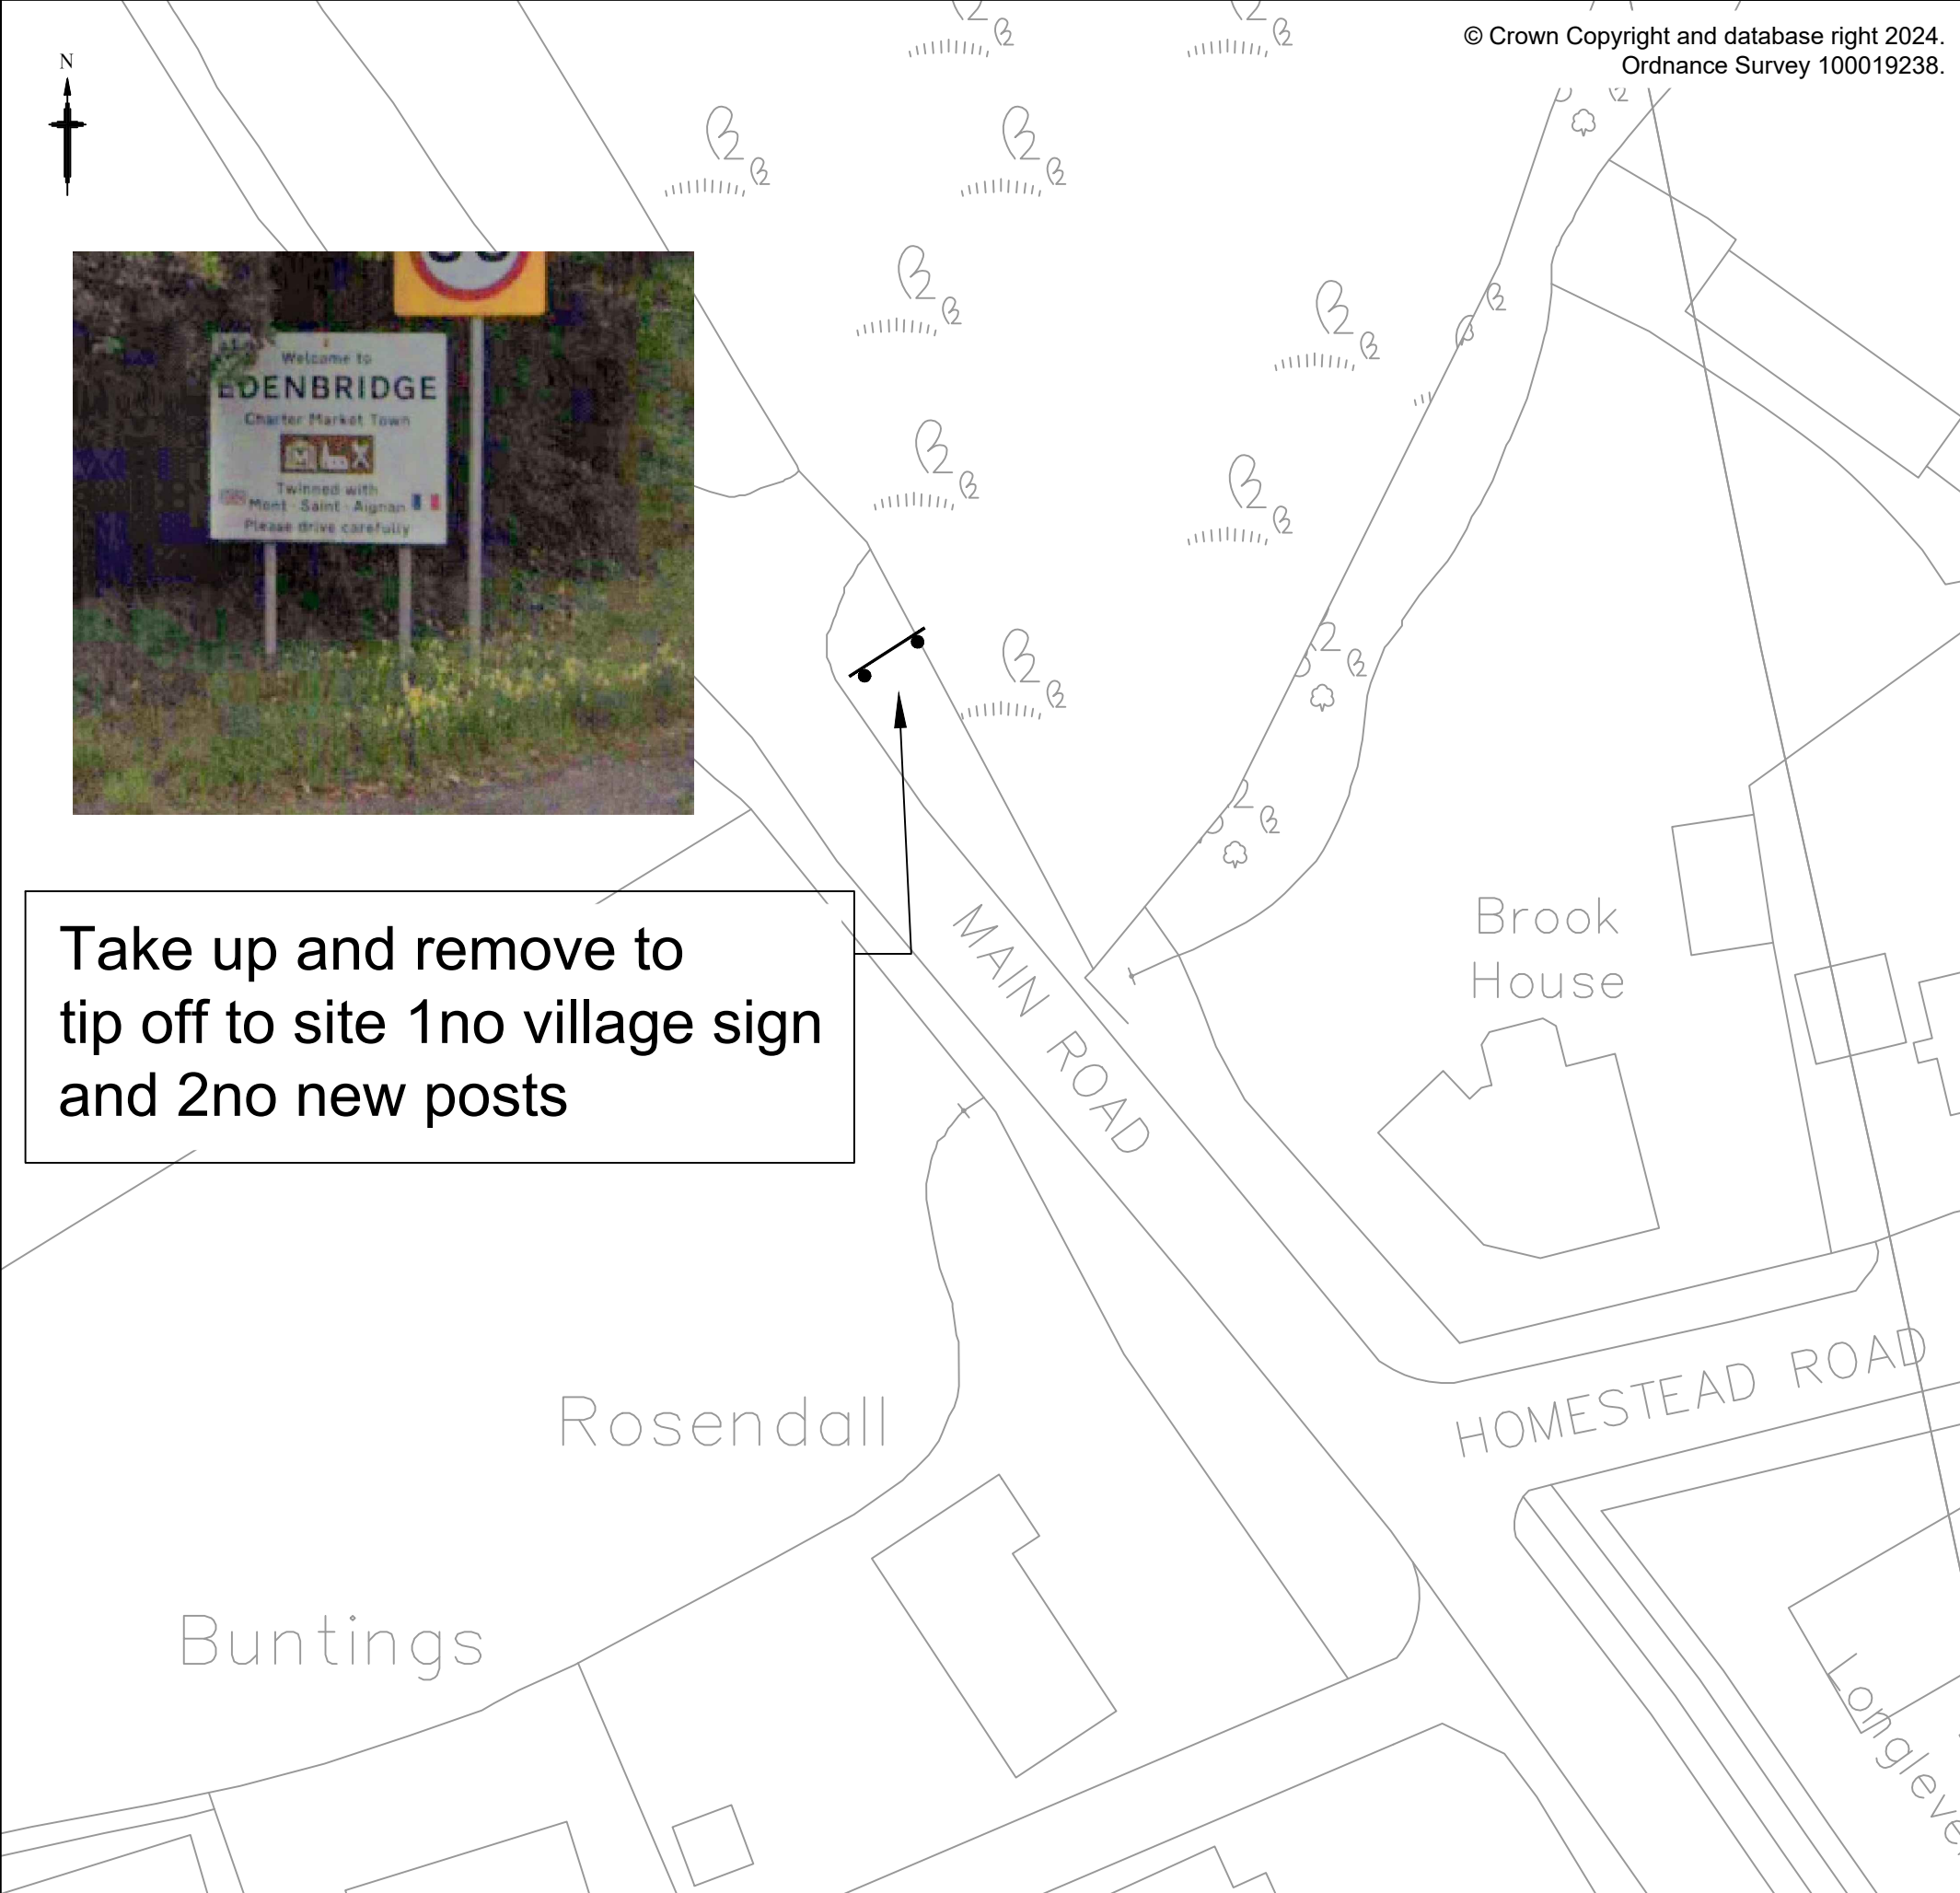 © Crown Copyright and database right 2024.
Ordnance Survey 100019238.
N
Welcome to
EDENBRIDGE
Charter Market Town
Twinned with
Mont - Saint - Aignan
Please drive carefully
Take up and remove to
tip off to site 1no village sign
and 2no new posts
MAIN ROAD
Brook
House
HOMESTEAD ROAD
Rosendall
Buntings